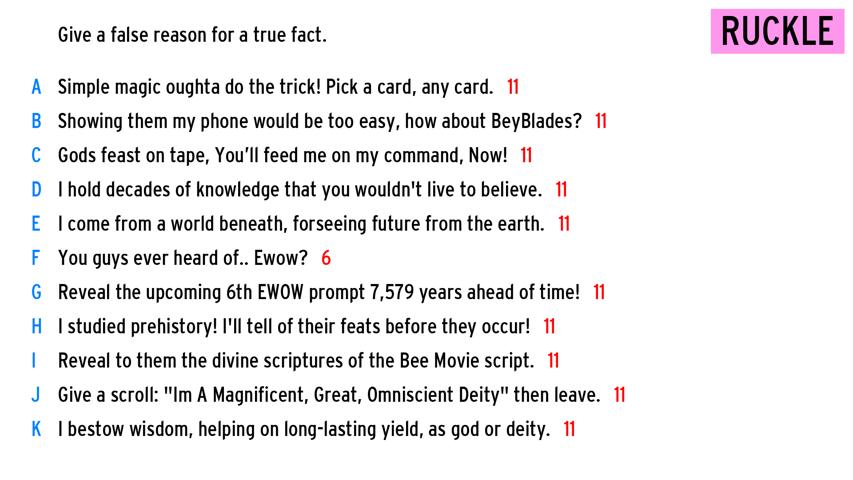 Give a false reason for a true fact.
RUCKLE
A Simple magic oughta do the trick! Pick a card, any card. 11
B Showing them my phone would be too easy, how about BeyBlades? 11
C Gods feast on tape, You'll feed me on my command, Now! 11
D I hold decades of knowledge that you wouldn't live to believe. 11
E I come from a world beneath, forseeing future from the earth. 11
F You guys ever heard of.. Ewow? 6
G Reveal the upcoming 6th EWOW prompt 7,579 years ahead of time! 11
H I studied prehistory! I'll tell of their feats before they occur! 11
I Reveal to them the divine scriptures of the Bee Movie script. 11
J Give a scroll: "Im A Magnificent, Great, Omniscient Deity" then leave. 11
K I bestow wisdom, helping on long-lasting yield, as god or deity. 11